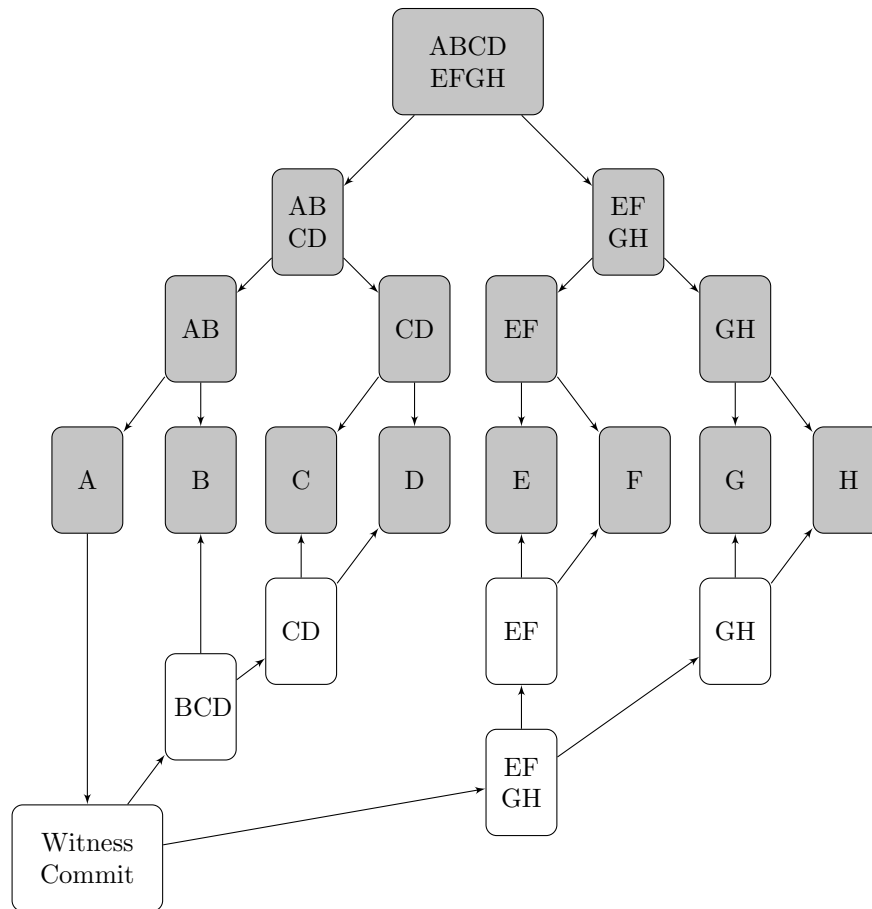 ABCD
EFGH
AB
CD
EF
GH
AB
CD
EF
GH
A
B
C
D
E
F
G
H
CD
EF
GH
BCD
EF
GH
Witness
Commit